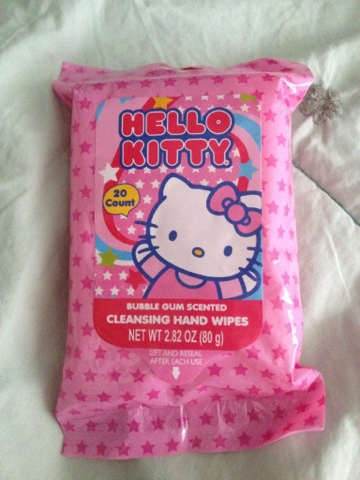 HELLO
KITTY
20
Count
BUBBLE GUM SCENTED
CLEANSING HAND WIPES
NET WT 2.82 OZ (80 g)
LIFT AND RESEAL
AFTER EACH USE